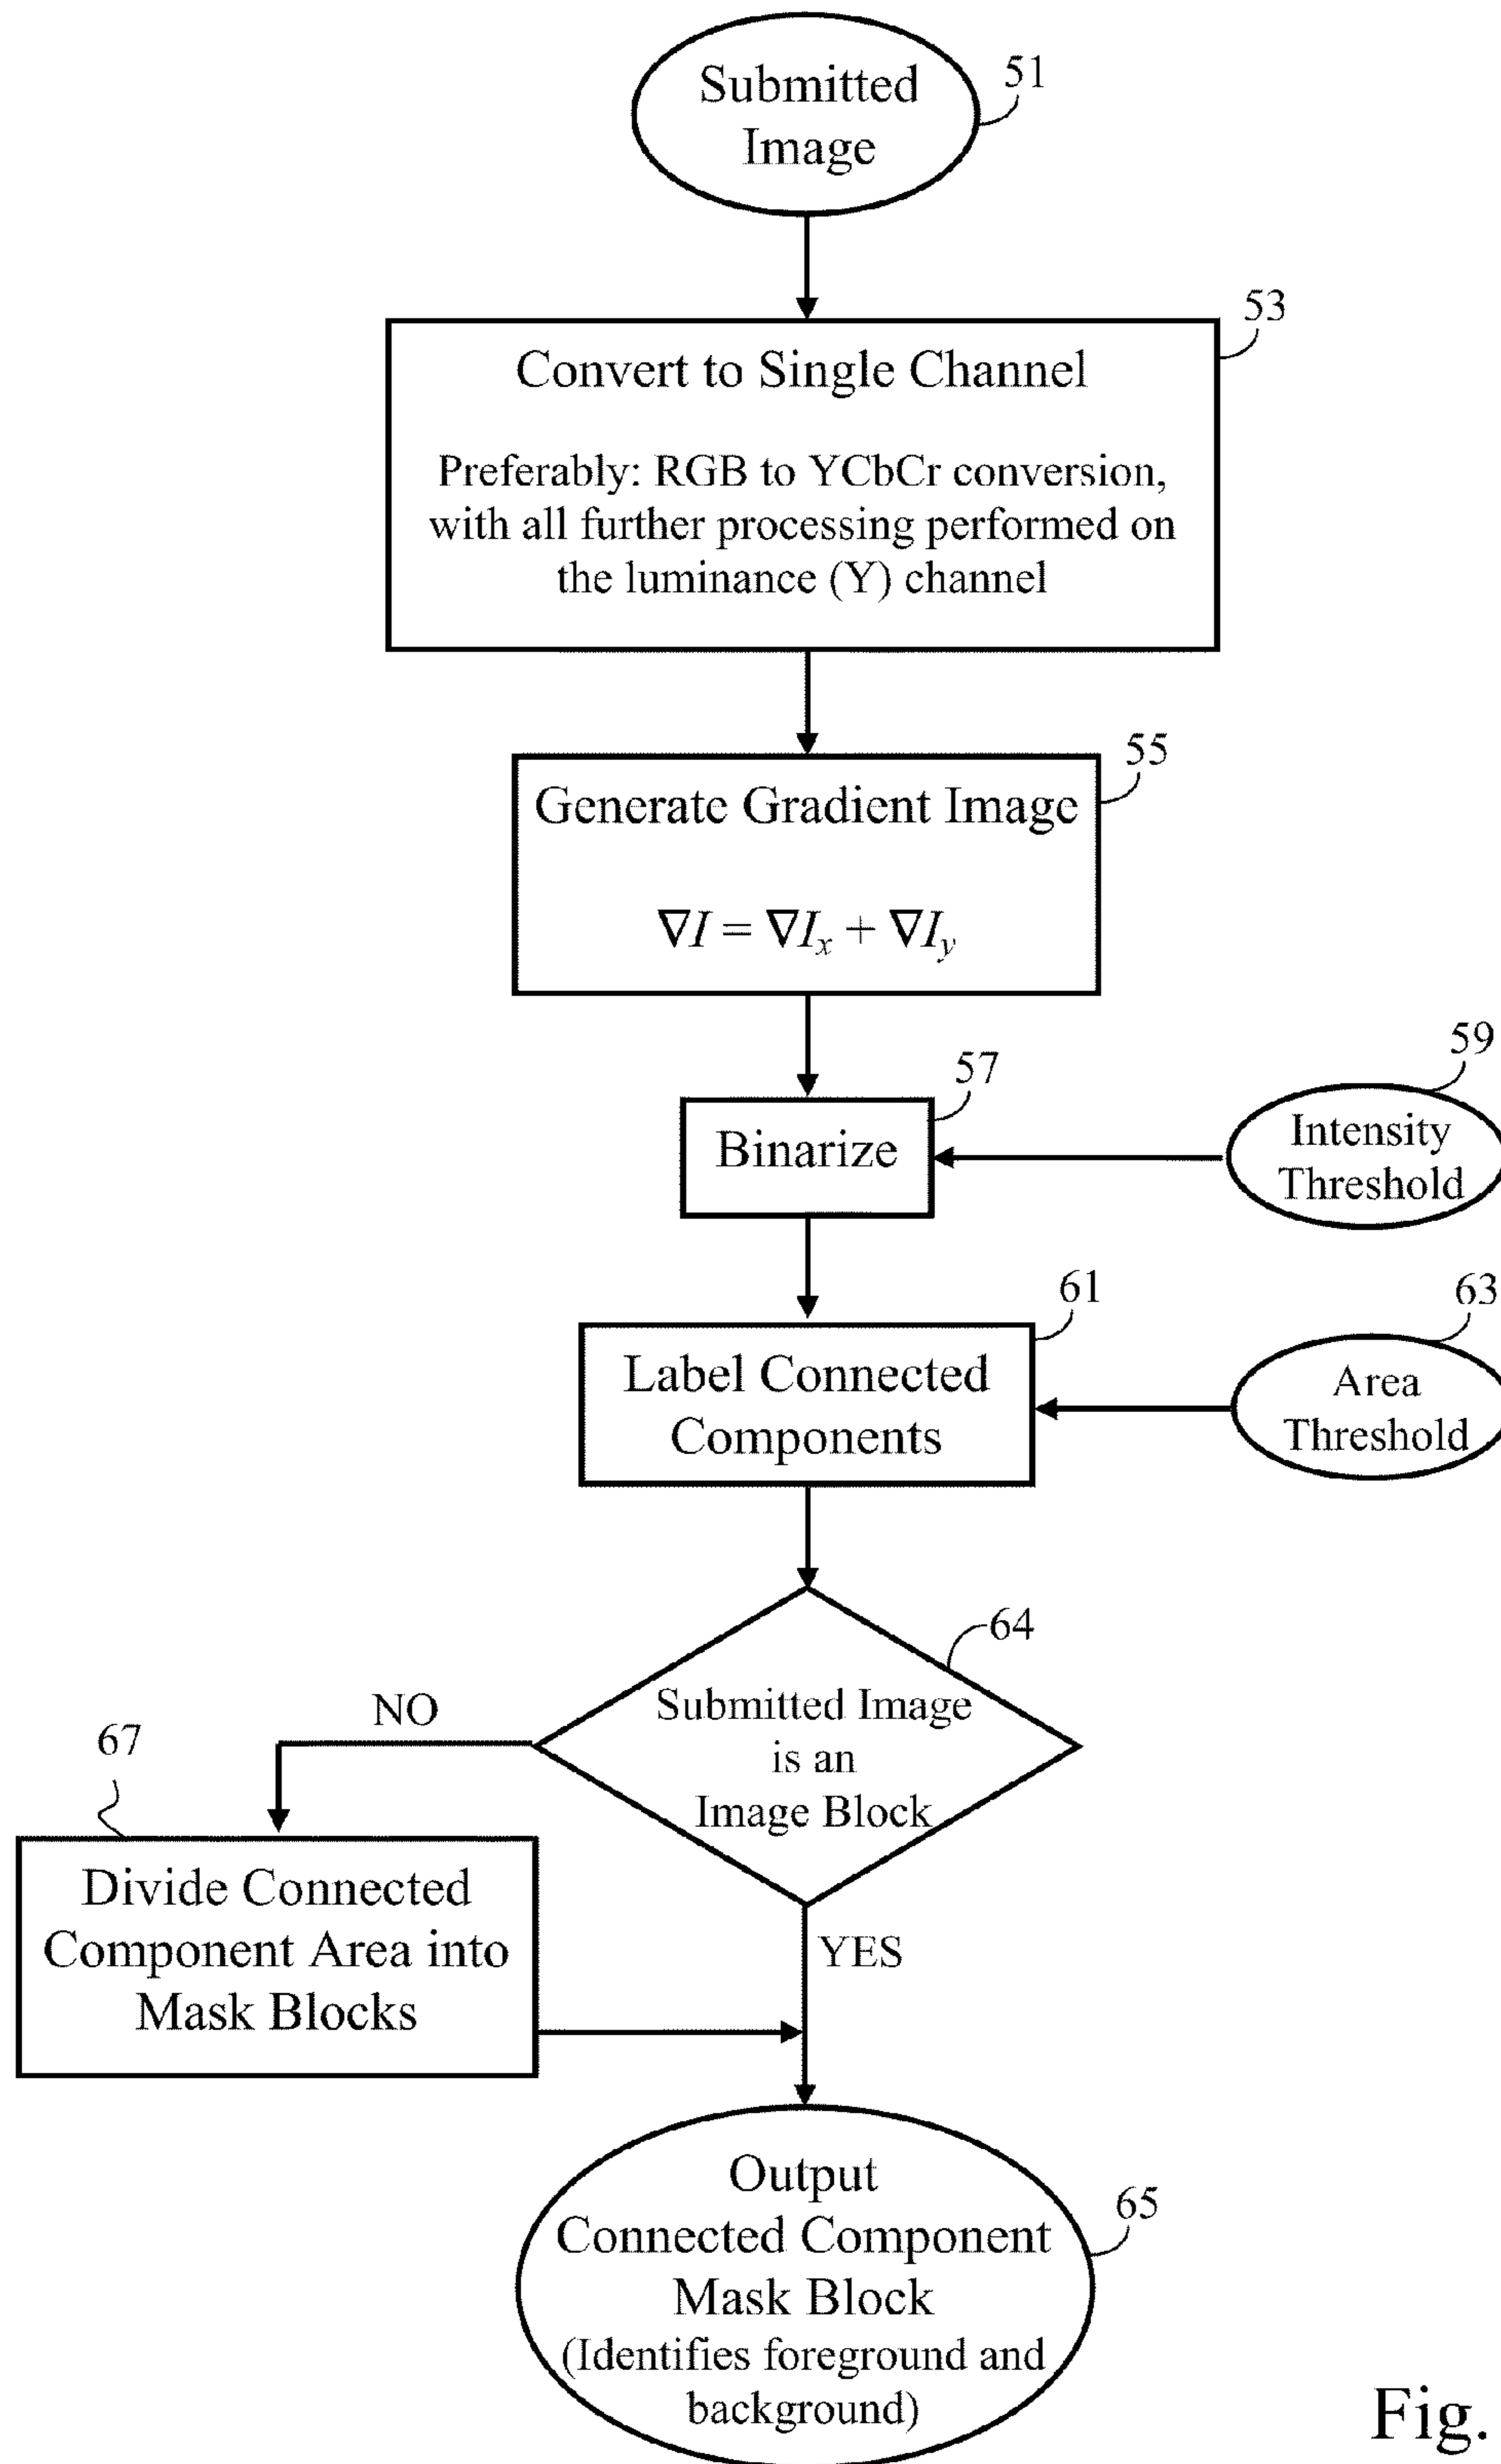 Submitted
Image
51
53
Convert to Single Channel
Preferably: RGB to YCbCr conversion,
with all further processing performed on
the luminance (Y) channel
55
Generate Gradient Image
∇I = ∇Iₓ + ∇Iᵧ
57
Binarize
59
Intensity
Threshold
61
Label Connected
Components
63
Area
Threshold
64
Submitted Image
is an
Image Block
NO
67
Divide Connected
Component Area into
Mask Blocks
YES
65
Output
Connected Component
Mask Block
(Identifies foreground and
background)
Fig.